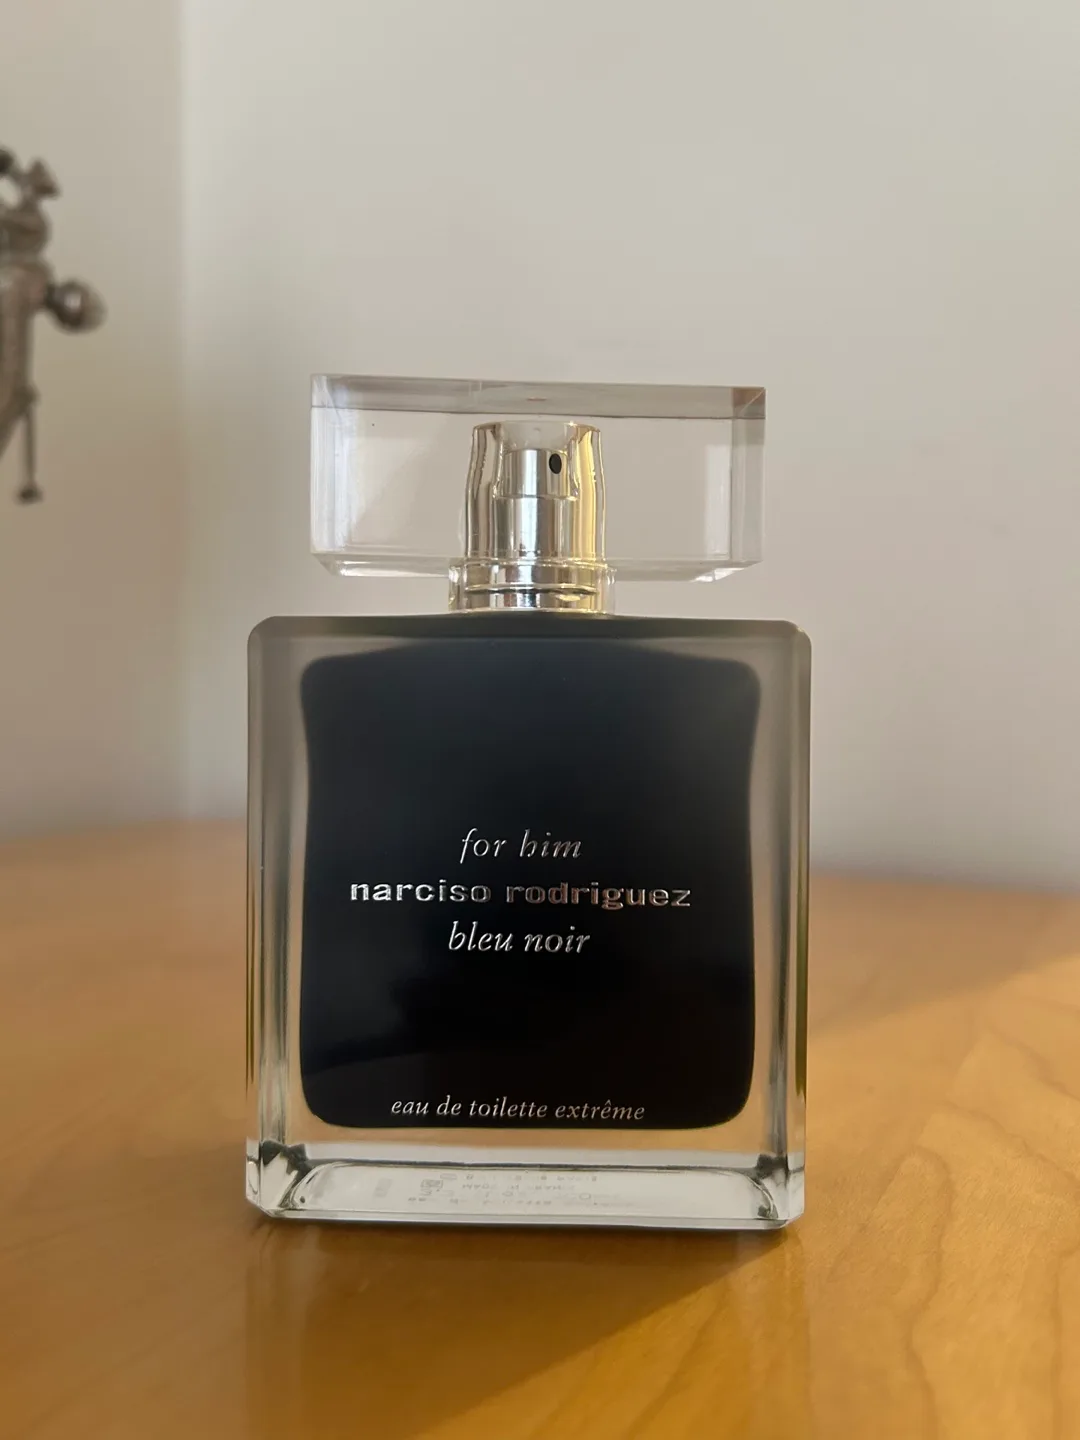 for him
narciso rodriguez
bleu noir
eau de toilette extrême